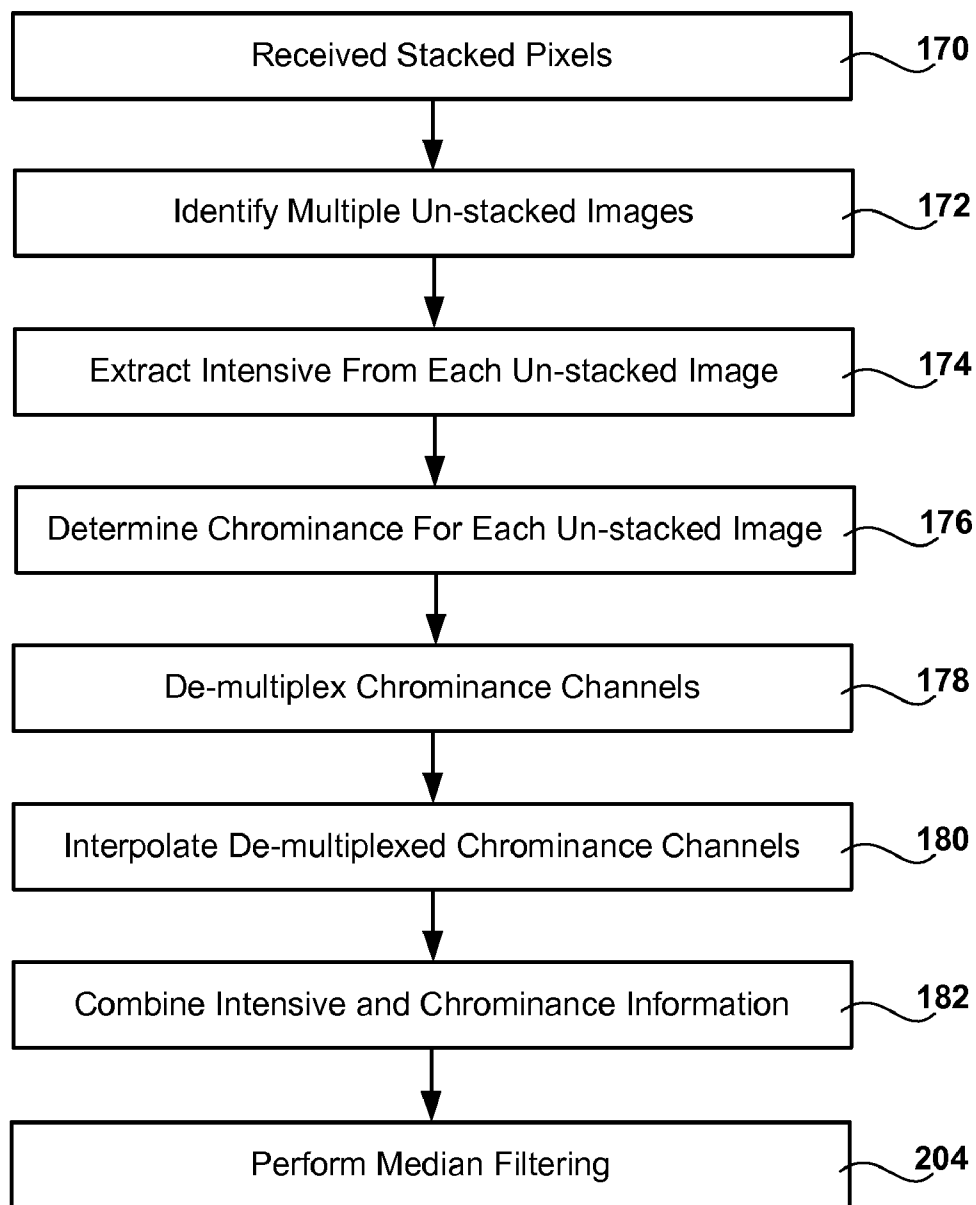 Received Stacked Pixels 170
Identify Multiple Un-stacked Images 172
Extract Intensive From Each Un-stacked Image 174
Determine Chrominance For Each Un-stacked Image 176
De-multiplex Chrominance Channels 178
Interpolate De-multiplexed Chrominance Channels 180
Combine Intensive and Chrominance Information 182
Perform Median Filtering 204